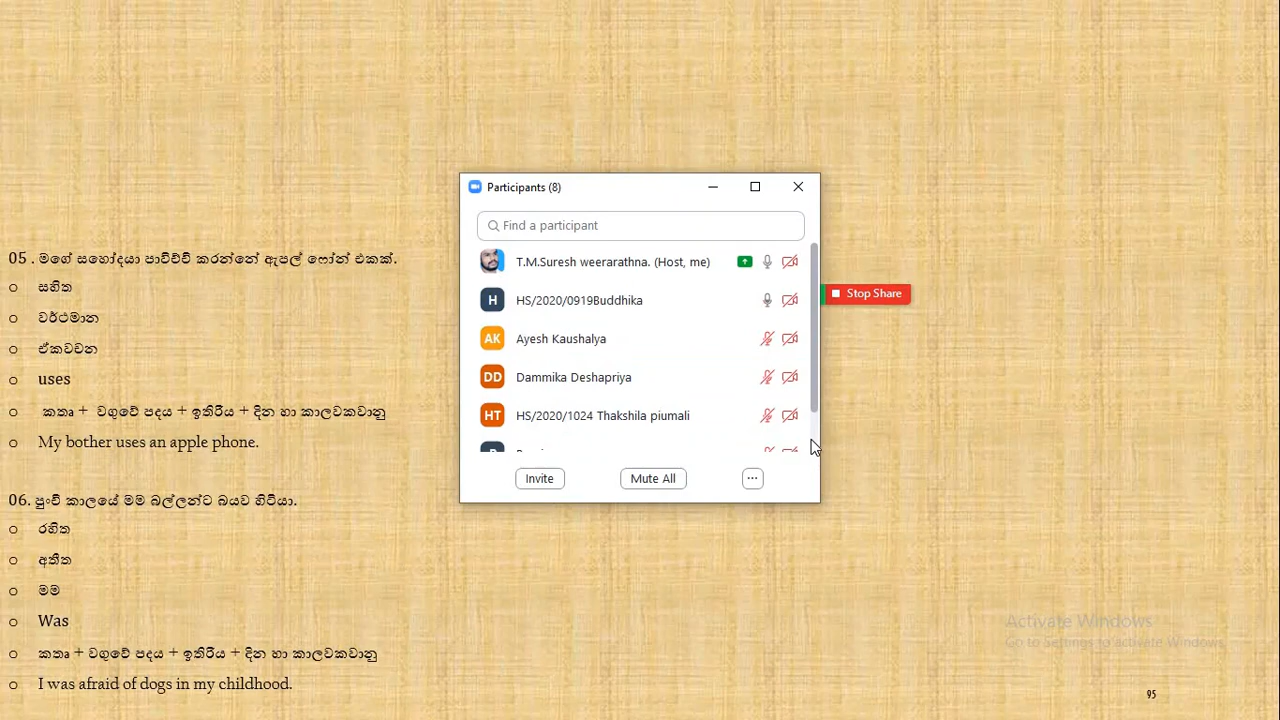 Participants (8)
Find a participant
T.M.Suresh weerarathna. (Host, me)
HS/2020/0919Buddhika
Ayesh Kaushalya
Dammika Deshapriya
HS/2020/1024 Thakshila piumali
Invite
Mute All
...
Stop Share
05 . මගේ සහෝදයා පාවිච්චි කරන්නේ ඇපල් ෆෝන් එකක්.
සහිත
වර්ථමාන
ඒකවචන
uses
කතෘ + වගුවේ පදය + ඉතිරිය + දින හා කාලවකවානු
My bother uses an apple phone.
06. පුංචි කාලයේ මම බල්ලන්ට බයව හිටියා.
රහිත
අතීත
මම
Was
කතෘ + වගුවේ පදය + ඉතිරිය + දින හා කාලවකවානු
I was afraid of dogs in my childhood.
Activate Windows
Go to Settings to activate Windows.
95